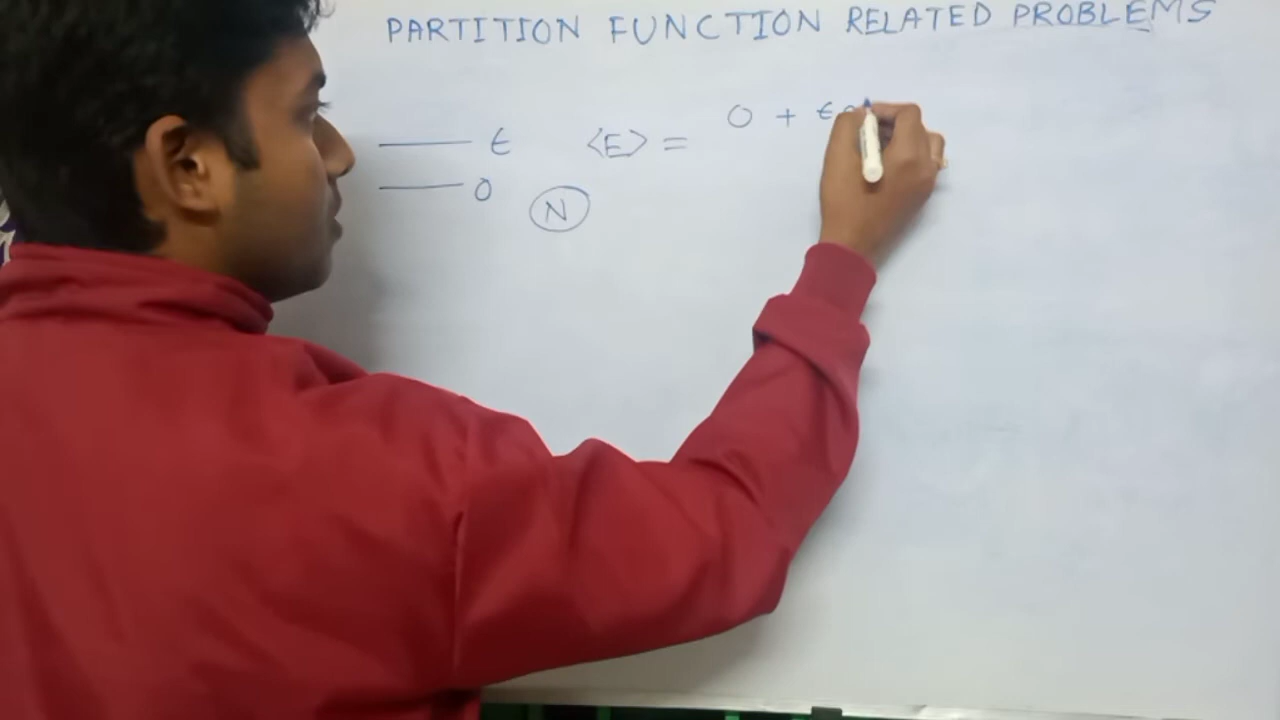 PARTITION FUNCTION RELATED PROBLEMS
ϵ
⟨E⟩ = 0 + ϵ
0
N